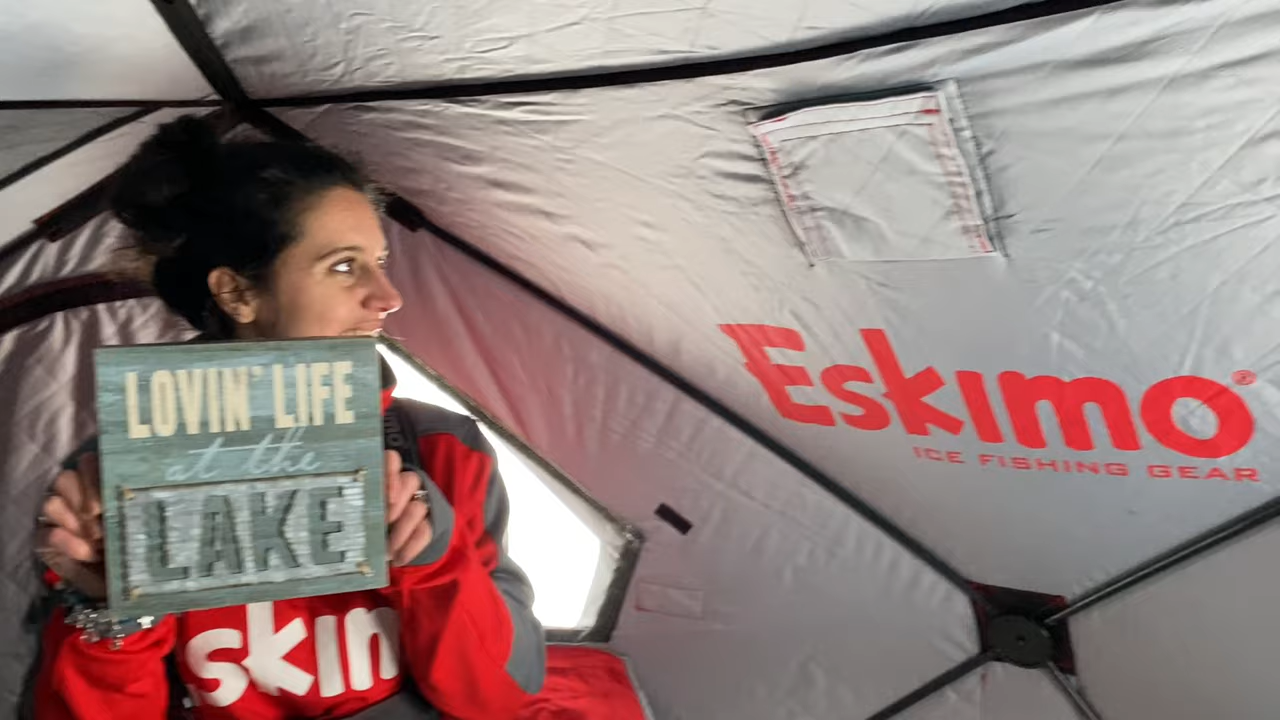 LOVIN' LIFE
at the
LAKE
ESKIMO®
ICE FISHING GEAR
skim